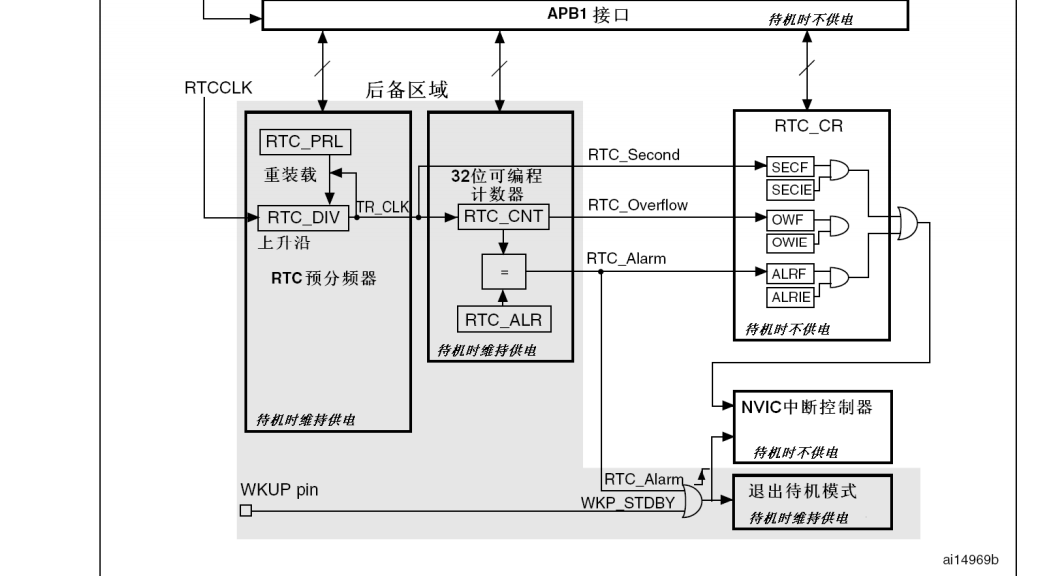 APB1 接口
待机时不供电
RTCCLK
后备区域
RTC_PRL
重装载
RTC_DIV
上升沿
TR_CLK
RTC预分频器
待机时维持供电
32位可编程
计数器
RTC_CNT
=
RTC_ALR
待机时维持供电
RTC_Second
RTC_Overflow
RTC_Alarm
RTC_CR
SECF
SECIE
OWF
OWIE
ALRF
ALRIE
待机时不供电
NVIC中断控制器
待机时不供电
RTC_Alarm
WKUP pin
WKP_STDBY
退出待机模式
待机时维持供电
ai14969b